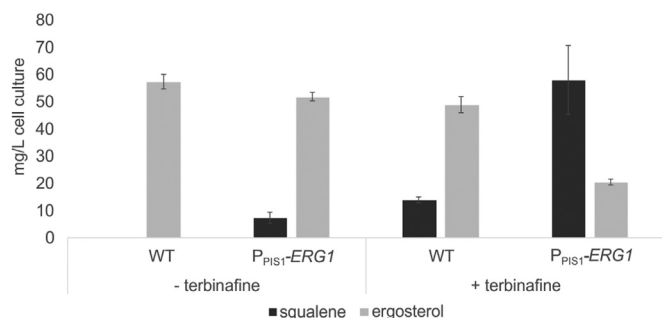 80
70
60
50
40
30
20
10
0
mg/L cell culture
WT PPIS1-ERG1 WT PPIS1-ERG1
- terbinafine + terbinafine
squalene ergosterol